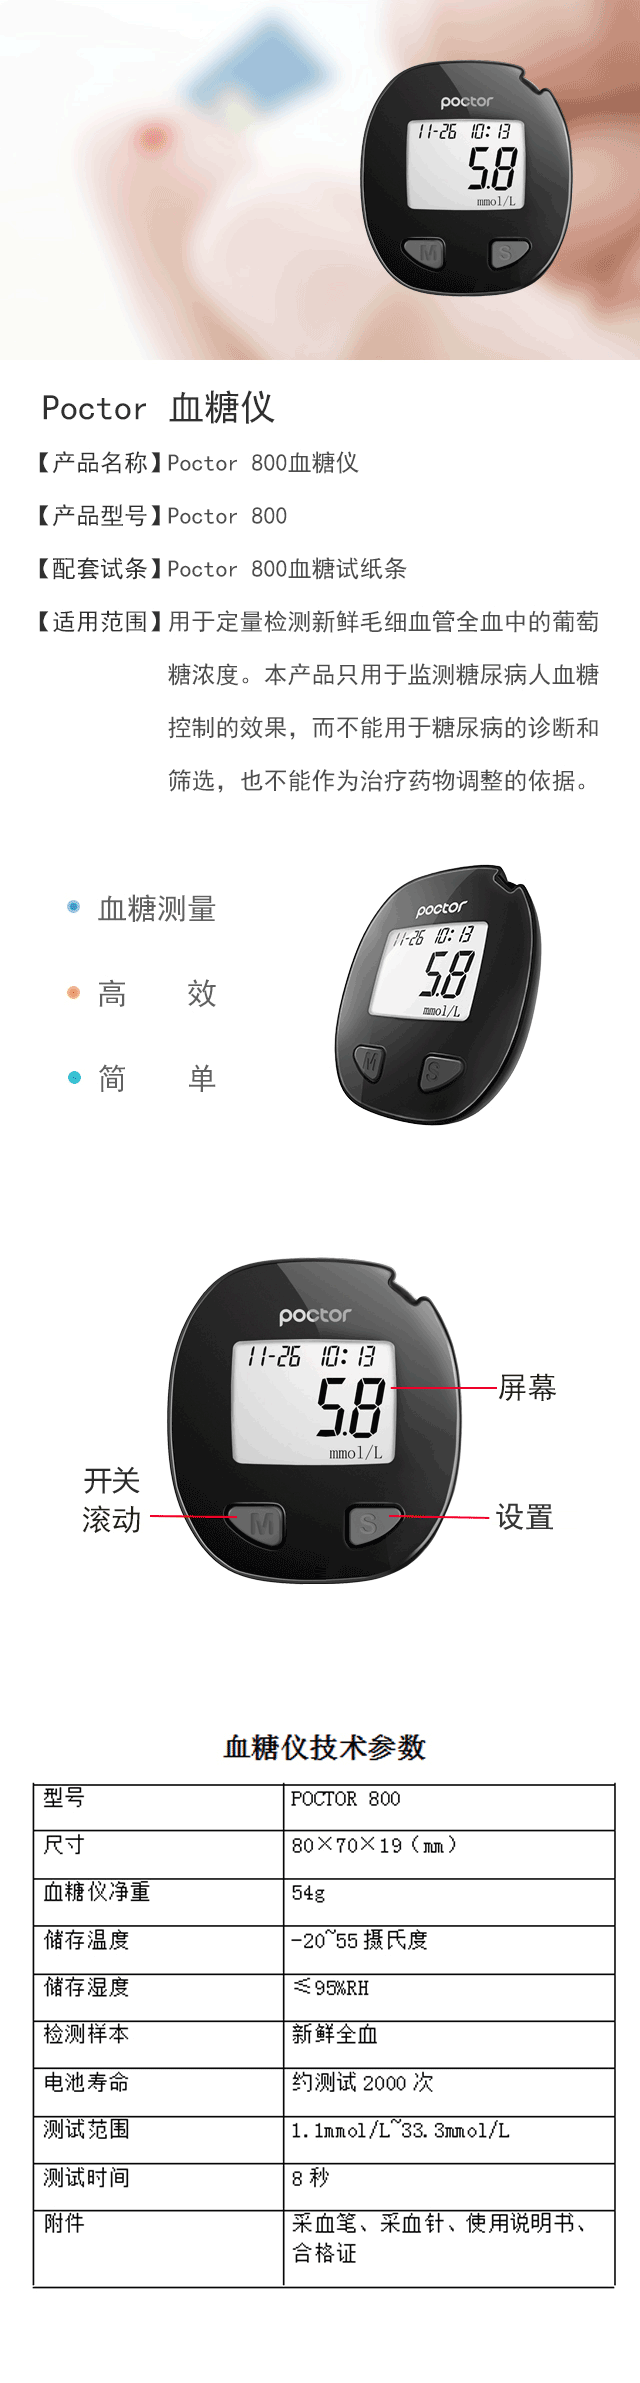 poctor
11-26 10:13
5.8
mmol/L
M S
Poctor 血糖仪
【产品名称】Poctor 800血糖仪
【产品型号】Poctor 800
【配套试条】Poctor 800血糖试纸条
【适用范围】用于定量检测新鲜毛细血管全血中的葡萄
糖浓度。本产品只用于监测糖尿病人血糖
控制的效果，而不能用于糖尿病的诊断和
筛选，也不能作为治疗药物调整的依据。
血糖测量
高 效
简 单
poctor
11-26 10:13
5.8
mmol/L
M S
poctor
11-26 10:13
5.8
mmol/L
M S
屏幕
开关
滚动
设置
血糖仪技术参数
型号 POCTOR 800
尺寸 80×70×19（mm）
血糖仪净重 54g
储存温度 -20~55摄氏度
储存湿度 ≤95%RH
检测样本 新鲜全血
电池寿命 约测试2000次
测试范围 1.1mmol/L~33.3mmol/L
测试时间 8秒
附件 采血笔、采血针、使用说明书、
合格证